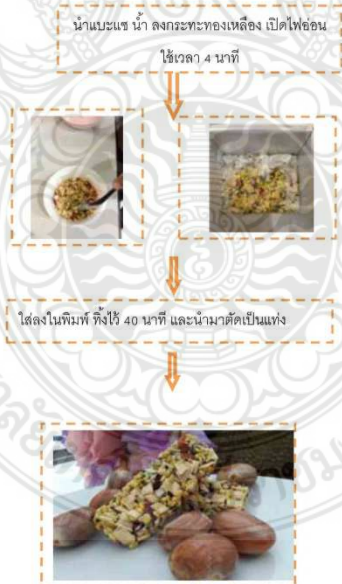 นำแบะแซ น้ำ ลงกระทะทองเหลือง เปิดไฟอ่อน
ใช้เวลา 4 นาที
ใส่ลงในพิมพ์ ทิ้งไว้ 40 นาที และนำมาตัดเป็นแท่ง